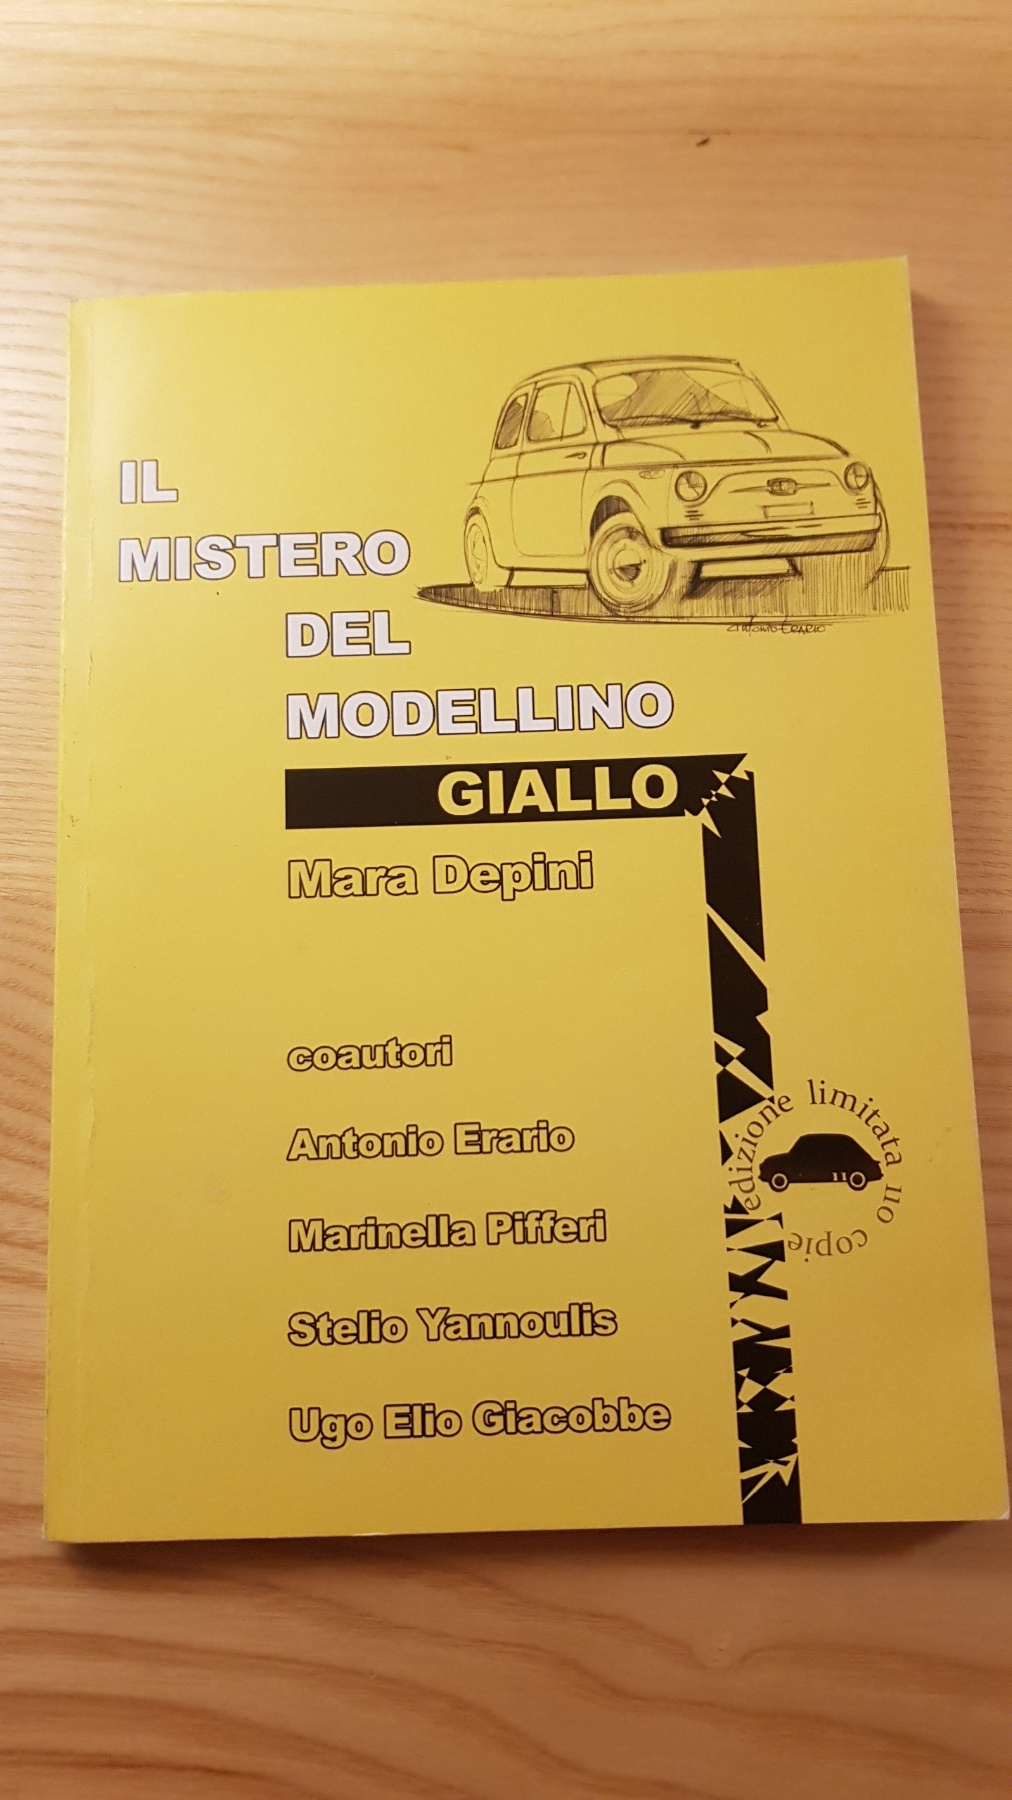 IL
MISTERO
DEL
MODELLINO
GIALLO
Antonio Erario
Mara Depini
coautori
Antonio Erario
Marinella Pifferi
Stelio Yannoulis
Ugo Elio Giacobbe
edizione limitata 110 copie
110